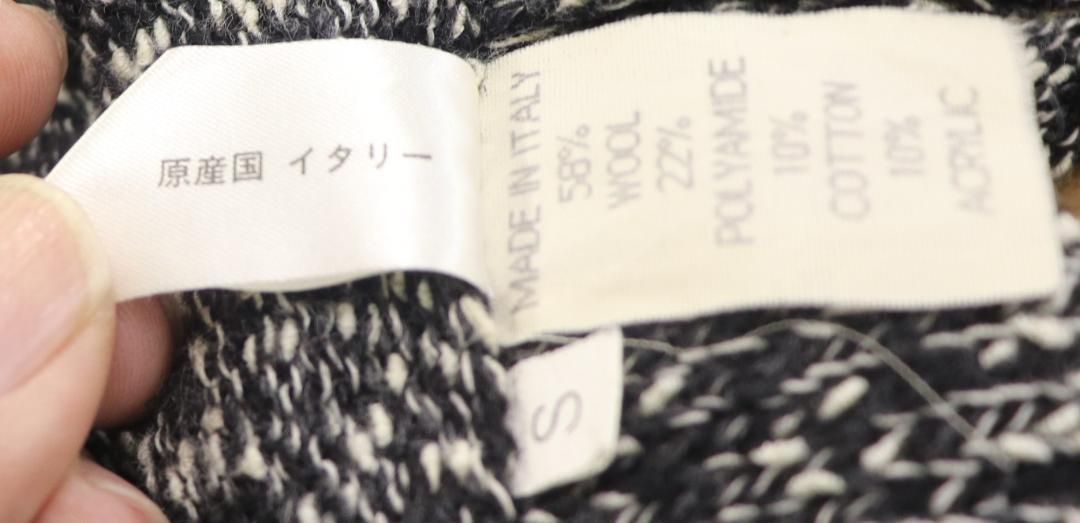 原産国 イタリー
MADE IN ITALY
58%
WOOL
22%
POLYAMIDE
10%
COTTON
10%
ACRYLIC
S